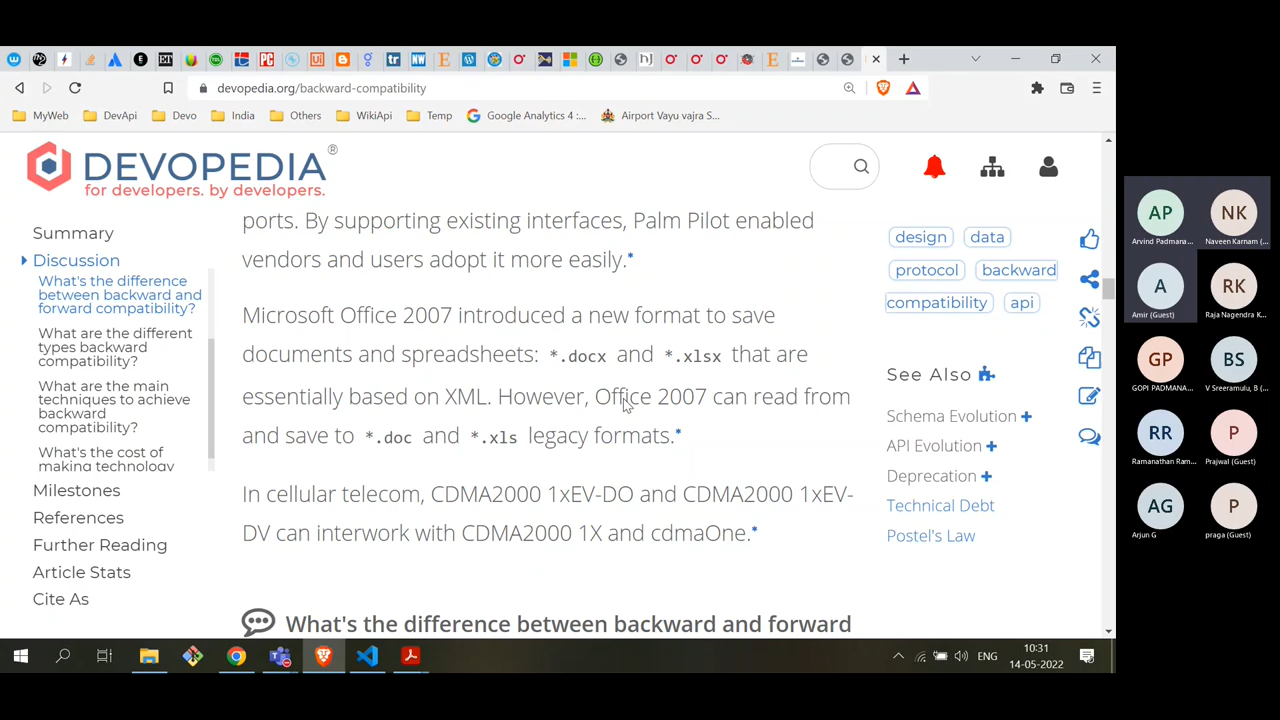 devopedia.org/backward-compatibility
MyWeb
DevApi
Devo
India
Others
WikiApi
Temp
Google Analytics 4 :...
Airport Vayu vajra S...
DEVOPEDIA ®
for developers. by developers.
Summary
Discussion
What's the difference
between backward and
forward compatibility?
What are the different
types backward
compatibility?
What are the main
techniques to achieve
backward
compatibility?
What's the cost of
making technology
Milestones
References
Further Reading
Article Stats
Cite As
ports. By supporting existing interfaces, Palm Pilot enabled
vendors and users adopt it more easily.*
Microsoft Office 2007 introduced a new format to save
documents and spreadsheets: *.docx and *.xlsx that are
essentially based on XML. However, Office 2007 can read from
and save to *.doc and *.xls legacy formats.*
In cellular telecom, CDMA2000 1xEV-DO and CDMA2000 1xEV-
DV can interwork with CDMA2000 1X and cdmaOne.*
What's the difference between backward and forward
design data
protocol backward
compatibility api
See Also
Schema Evolution +
API Evolution +
Deprecation +
Technical Debt
Postel's Law
AP
Arvind Padmana...
NK
Naveen Karnam (...
A
Amir (Guest)
RK
Raja Nagendra K...
GP
GOPI PADMANA...
BS
V Sreeramulu, B (...
RR
Ramanathan Ram...
P
Prajwal (Guest)
AG
Arjun G
P
praga (Guest)
ENG
10:31
14-05-2022